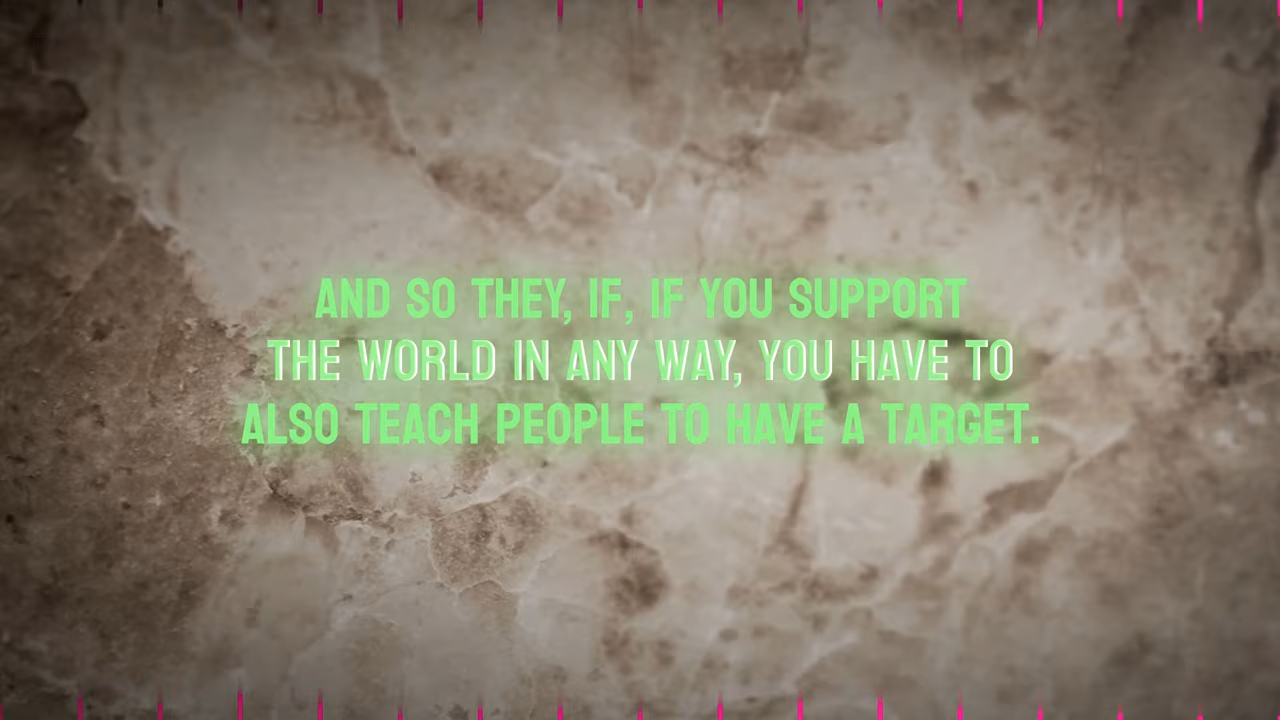 AND SO THEY, IF, IF YOU SUPPORT
THE WORLD IN ANY WAY, YOU HAVE TO
ALSO TEACH PEOPLE TO HAVE A TARGET.